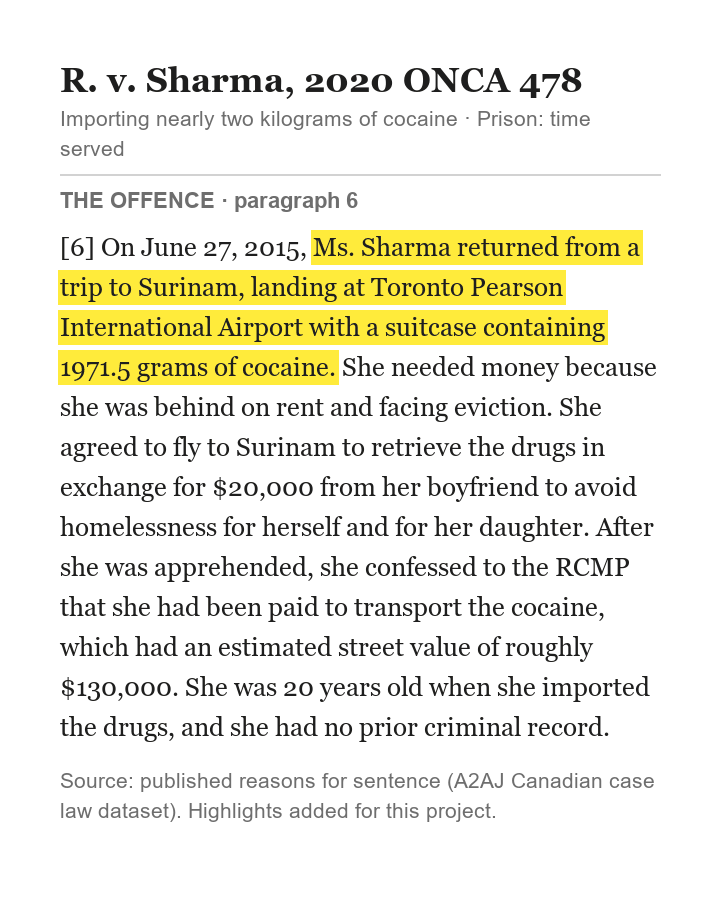 R. v. Sharma, 2020 ONCA 478
Importing nearly two kilograms of cocaine · Prison: time
served
THE OFFENCE · paragraph 6
[6] On June 27, 2015, Ms. Sharma returned from a
trip to Surinam, landing at Toronto Pearson
International Airport with a suitcase containing
1971.5 grams of cocaine. She needed money because
she was behind on rent and facing eviction. She
agreed to fly to Surinam to retrieve the drugs in
exchange for $20,000 from her boyfriend to avoid
homelessness for herself and for her daughter. After
she was apprehended, she confessed to the RCMP
that she had been paid to transport the cocaine,
which had an estimated street value of roughly
$130,000. She was 20 years old when she imported
the drugs, and she had no prior criminal record.
Source: published reasons for sentence (A2AJ Canadian case
law dataset). Highlights added for this project.